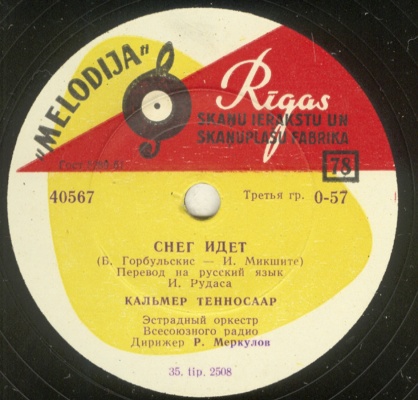 „MELODIJA"
Rīgas
SKAŅU IERAKSTU UN
SKAŅUPLAŠU FABRIKA
78
40567
Третья гр. 0-57
СНЕГ ИДЕТ
(Б. Горбульскис — И. Микшите)
Перевод на русский язык
И. Рудаса
КАЛЬМЕР ТЕННОСААР
Эстрадный оркестр
Всесоюзного радио
Дирижер Р. Меркулов
35. tip. 2508